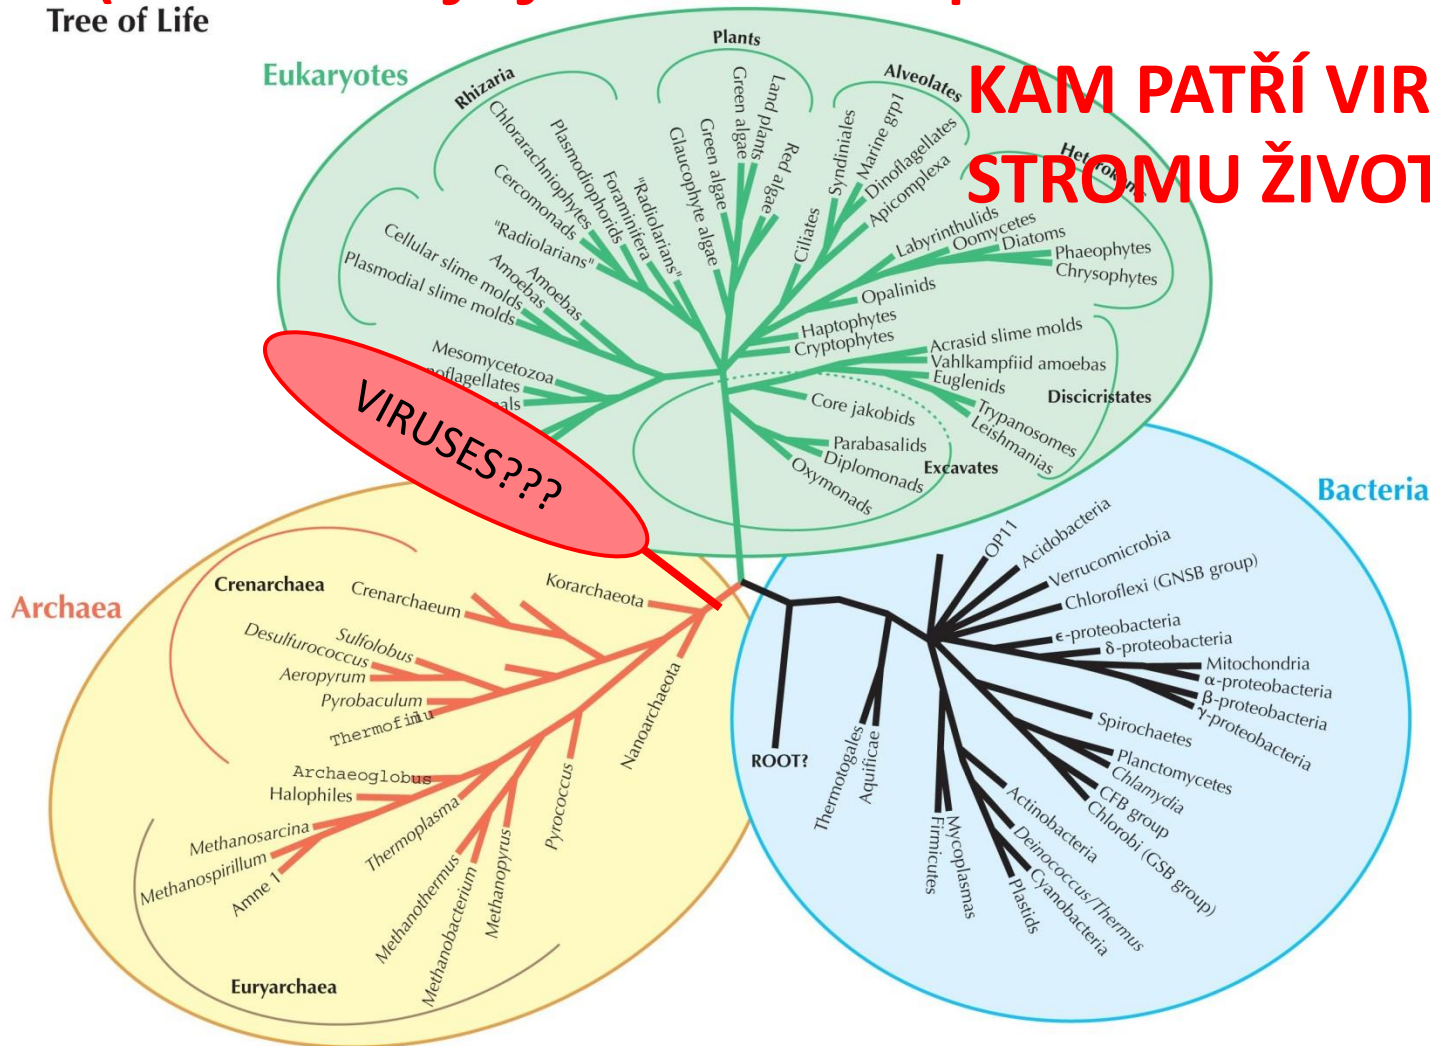 Tree of Life
KAM PATŘÍ VIR
STROMU ŽIVOT
Eukaryotes
Rhizaria
Plants
Alveolates
Chlorarachniophytes
Plasmodiophorids
Cercomonads
Foraminifera
"Radiolarians"
"Radiolarians"
Glaucophyte algae
Green algae
Green algae
Land plants
Red algae
Ciliates
Syndiniales
Marine grp1
Dinoflagellates
Apicomplexa
Labyrinthulids
Oomycetes
Diatoms
Phaeophytes
Chrysophytes
Opalinids
Haptophytes
Cryptophytes
Cellular slime molds
Plasmodial slime molds
Amoebas
Amoebas
Mesomycetozoa
noflagellates
als
Acrasid slime molds
Vahlkampfiid amoebas
Euglenids
Trypanosomes
Leishmanias
Discicristates
Core jakobids
Parabasalids
Diplomonads
Oxymonads
Excavates
VIRUSES???
Bacteria
OP11
Acidobacteria
Verrucomicrobia
Chloroflexi (GNSB group)
ϵ-proteobacteria
δ-proteobacteria
Mitochondria
α-proteobacteria
β-proteobacteria
γ-proteobacteria
Spirochaetes
Planctomycetes
Chlamydia
CFB group
Chlorobi (GSB group)
Actinobacteria
Deinococcus/Thermus
Cyanobacteria
Plastids
Mycoplasmas
Firmicutes
Aquificae
Thermotogales
ROOT?
Archaea
Crenarchaea
Crenarchaeum
Korarchaeota
Desulfurococcus
Sulfolobus
Aeropyrum
Pyrobaculum
Nanoarchaeota
Archaeoglobus
Halophiles
Methanosarcina
Methanospirillum
Amne 1
Thermoplasma
Methanothermus
Methanobacterium
Methanopyrus
Pyrococcus
Euryarchaea